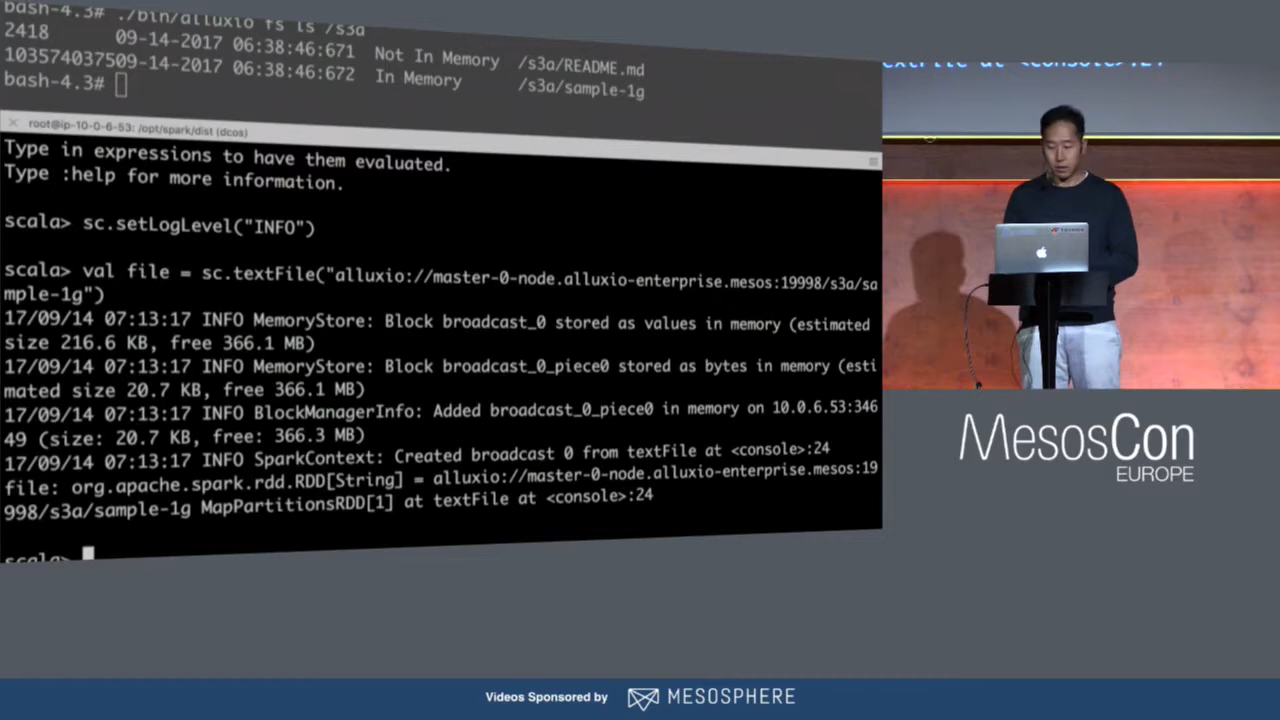 bash-4.3# ./bin/alluxio fs ls /s3a
2418 09-14-2017 06:38:46:671 Not In Memory /s3a/README.md
103574037509-14-2017 06:38:46:672 In Memory /s3a/sample-1g
bash-4.3#
root@ip-10-0-6-53: /opt/spark/dist (dcos)
Type in expressions to have them evaluated.
Type :help for more information.
scala> sc.setLogLevel("INFO")
scala> val file = sc.textFile("alluxio://master-0-node.alluxio-enterprise.mesos:19998/s3a/sa
mple-1g")
17/09/14 07:13:17 INFO MemoryStore: Block broadcast_0 stored as values in memory (estimated
size 216.6 KB, free 366.1 MB)
17/09/14 07:13:17 INFO MemoryStore: Block broadcast_0_piece0 stored as bytes in memory (esti
mated size 20.7 KB, free 366.1 MB)
17/09/14 07:13:17 INFO BlockManagerInfo: Added broadcast_0_piece0 in memory on 10.0.6.53:346
49 (size: 20.7 KB, free: 366.3 MB)
17/09/14 07:13:17 INFO SparkContext: Created broadcast 0 from textFile at <console>:24
file: org.apache.spark.rdd.RDD[String] = alluxio://master-0-node.alluxio-enterprise.mesos:19
998/s3a/sample-1g MapPartitionsRDD[1] at textFile at <console>:24
scala>
textFile at <console>:24
MesosCon
EUROPE
Videos Sponsored by MESOSPHERE